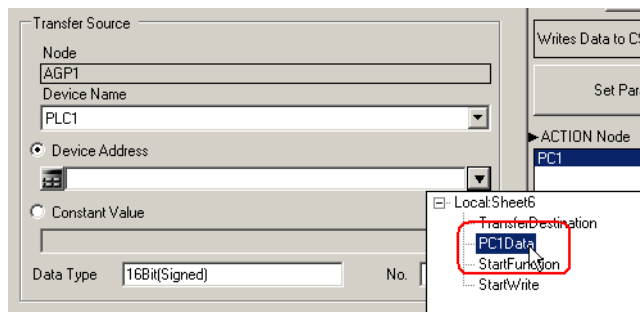 Transfer Source
Node
AGP1
Device Name
PLC1
Device Address
Constant Value
Data Type
16Bit(Signed)
No.
Writes Data to
Set Par
ACTION Node
PC1
Local:Sheet6
TransferDestination
PC1Data
StartFunction
StartWrite